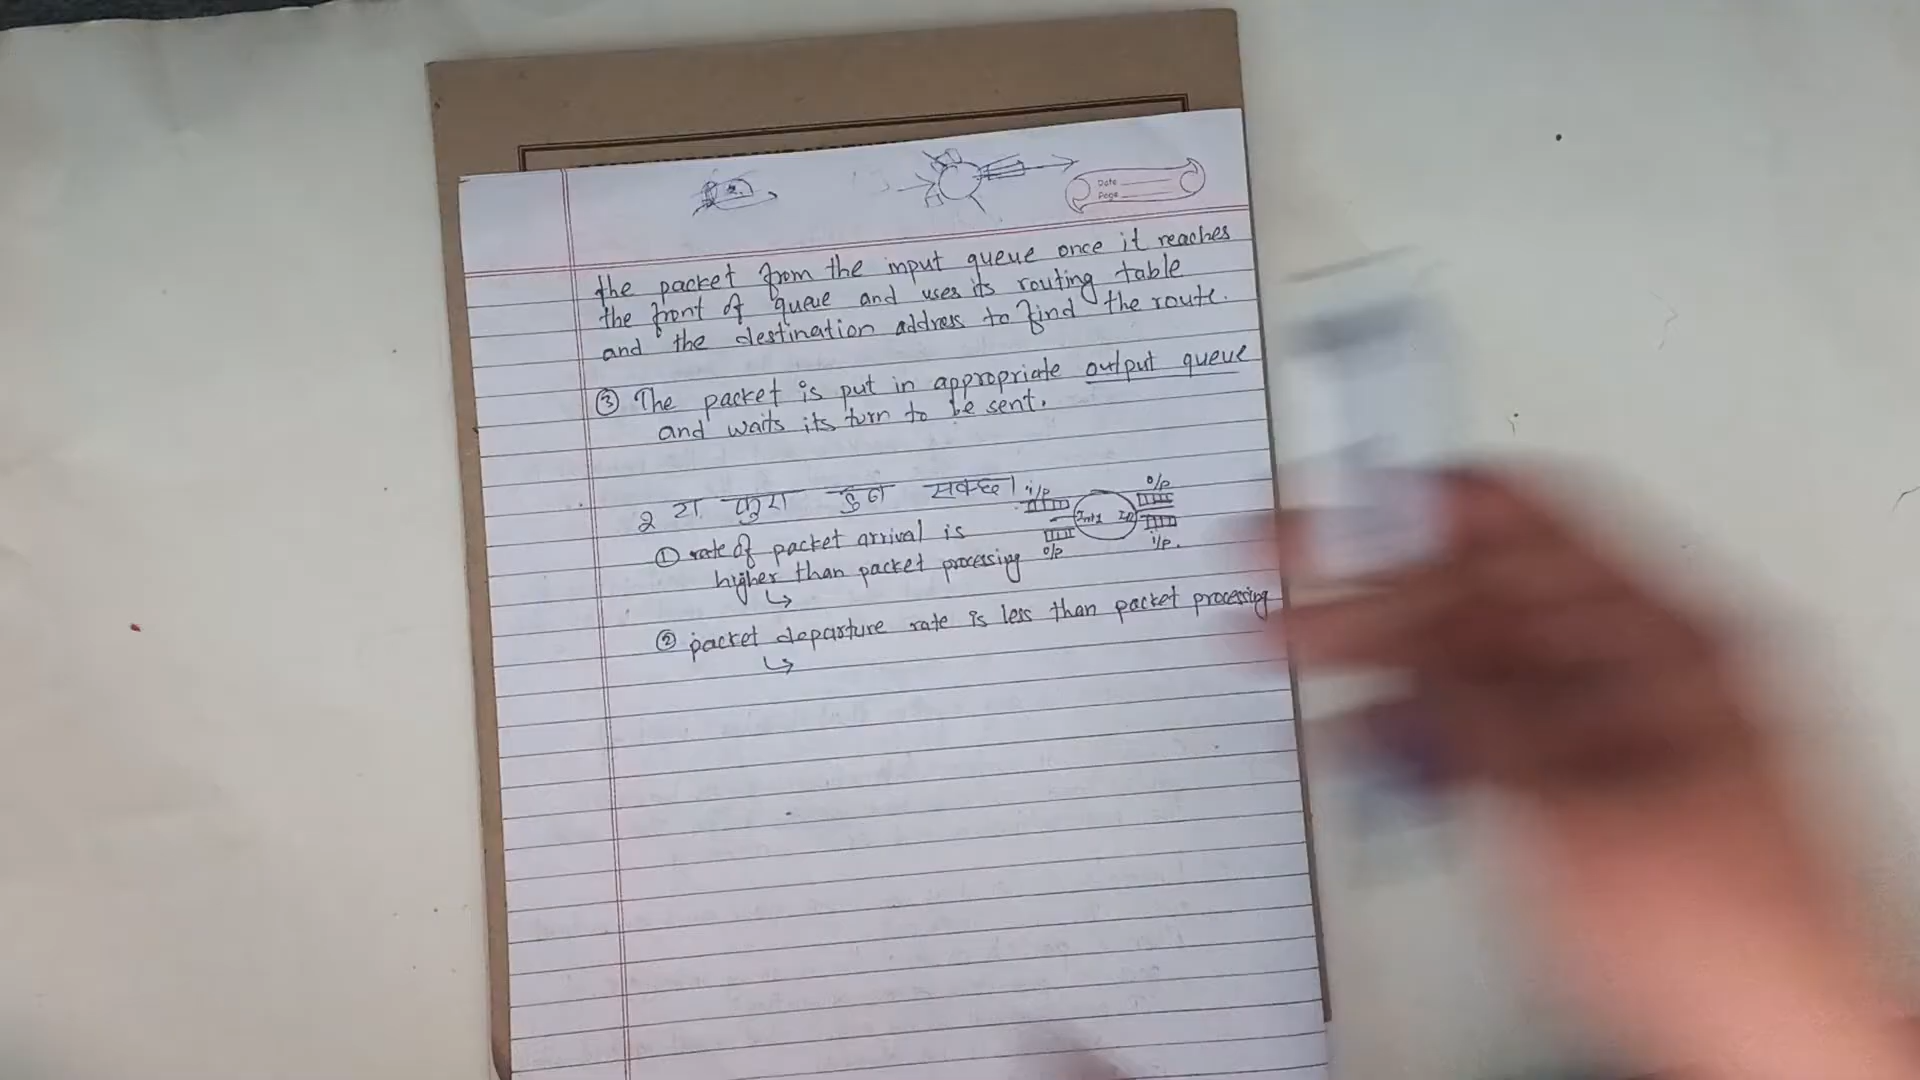 Date
Page
the packet from the input queue once it reaches
the front of queue and uses its routing table
and the destination address to find the route.
③ The packet is put in appropriate output queue
and waits its turn to be sent.
२ टा कुरा हुन सक्छ।
i/p
o/p
Int1
o/p
i/p.
① rate of packet arrival is
higher than packet processing
② packet departure rate is less than packet processing